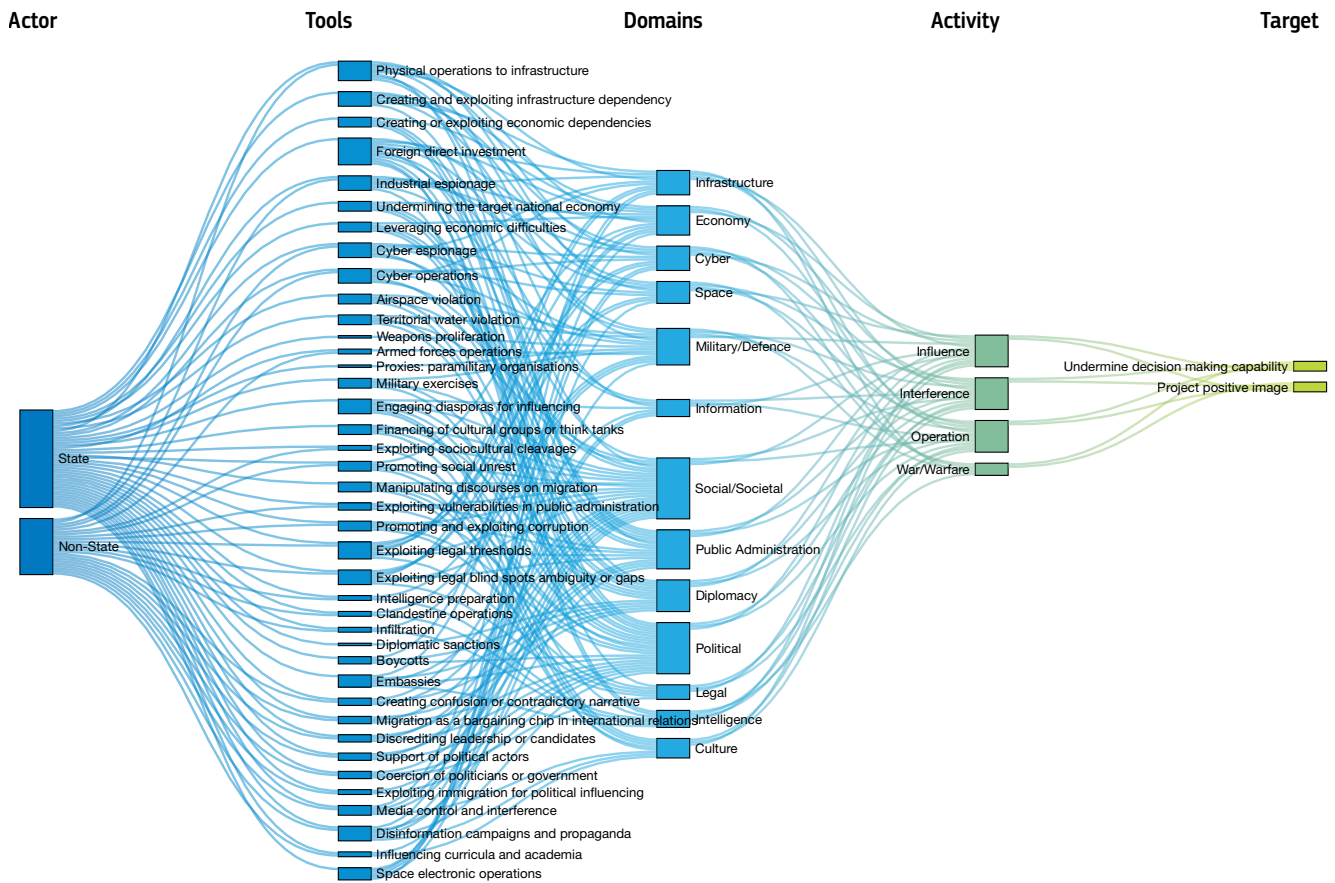 Actor
Tools
Domains
Activity
Target
State
Non-State
Physical operations to infrastructure
Creating and exploiting infrastructure dependency
Creating or exploiting economic dependencies
Foreign direct investment
Industrial espionage
Undermining the target national economy
Leveraging economic difficulties
Cyber espionage
Cyber operations
Airspace violation
Territorial water violation
Weapons proliferation
Armed forces operations
Proxies: paramilitary organisations
Military exercises
Engaging diasporas for influencing
Financing of cultural groups or think tanks
Exploiting sociocultural cleavages
Promoting social unrest
Manipulating discourses on migration
Exploiting vulnerabilities in public administration
Promoting and exploiting corruption
Exploiting legal thresholds
Exploiting legal blind spots ambiguity or gaps
Intelligence preparation
Clandestine operations
Infiltration
Diplomatic sanctions
Boycotts
Embassies
Creating confusion or contradictory narrative
Migration as a bargaining chip in international relations
Discrediting leadership or candidates
Support of political actors
Coercion of politicians or government
Exploiting immigration for political influencing
Media control and interference
Disinformation campaigns and propaganda
Influencing curricula and academia
Space electronic operations
Infrastructure
Economy
Cyber
Space
Military/Defence
Information
Social/Societal
Public Administration
Diplomacy
Political
Legal
Intelligence
Culture
Influence
Interference
Operation
War/Warfare
Undermine decision making capability
Project positive image